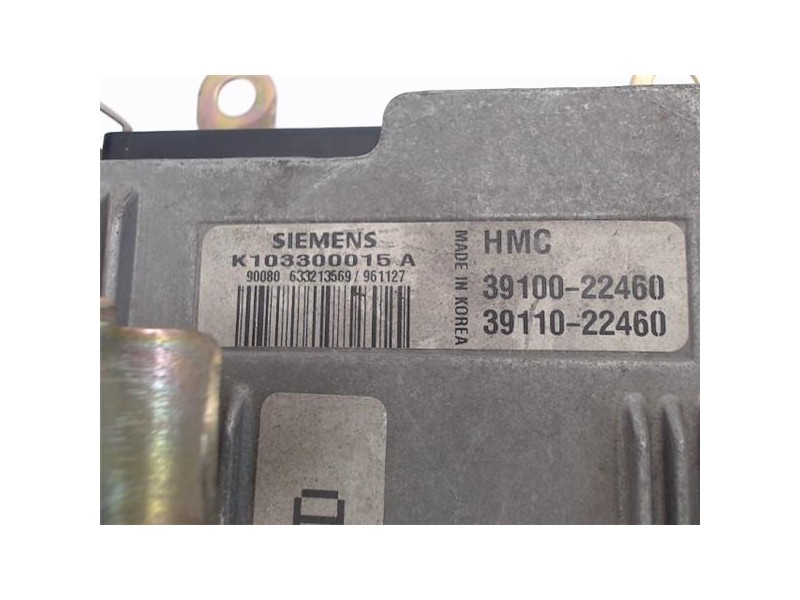 SIEMENS
K103300015 A
90080 633213569/961127
MADE IN KOREA
HMC
39100-22460
39110-22460